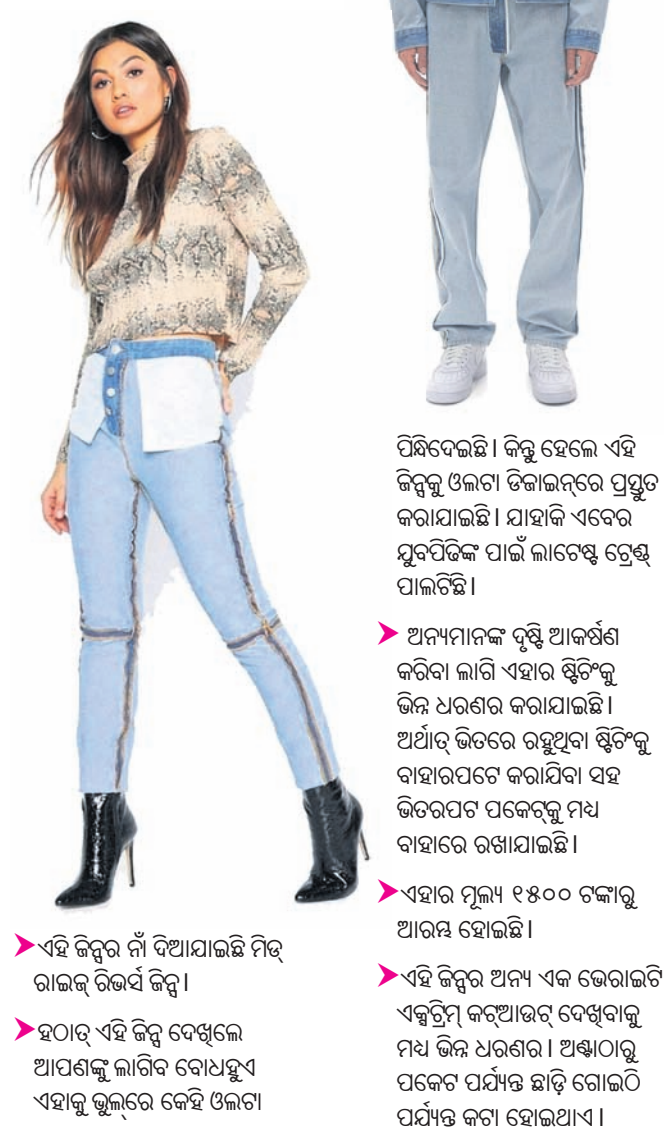 ଏହି ଜିନ୍ସର ନାଁ ଦିଆଯାଇଛି ମିଡ୍
ରାଇଜ୍ ରିଭର୍ସ ଜିନ୍ସ।
ହଠାତ୍ ଏହି ଜିନ୍ସ ଦେଖିଲେ
ଆପଣଙ୍କୁ ଲାଗିବ ବୋଧହୁଏ
ଏହାକୁ ଭୁଲ୍‌ରେ କେହି ଓଲଟା
ପିନ୍ଧିଦେଇଛି। କିନ୍ତୁ ହେଲେ ଏହି
ଜିନ୍ସକୁ ଓଲଟା ଡିଜାଇନ୍‌ରେ ପ୍ରସ୍ତୁତ
କରାଯାଇଛି। ଯାହାକି ଏବେର
ଯୁବପିଢିଙ୍କ ପାଇଁ ଲାଟେଷ୍ଟ ଟ୍ରେଣ୍ଡ୍
ପାଲଟିଛି।
ଅନ୍ୟମାନଙ୍କ ଦୃଷ୍ଟି ଆକର୍ଷଣ
କରିବା ଲାଗି ଏହାର ଷ୍ଟିଚିଂକୁ
ଭିନ୍ନ ଧରଣର କରାଯାଇଛି।
ଅର୍ଥାତ୍ ଭିତରେ ରହୁଥିବା ଷ୍ଟିଚିଂକୁ
ବାହାରପଟେ କରାଯିବା ସହ
ଭିତରପଟ ପକେଟ୍‌କୁ ମଧ୍ୟ
ବାହାରେ ରଖାଯାଇଛି।
ଏହାର ମୂଲ୍ୟ ୧୫୦୦ ଟଙ୍କାରୁ
ଆରମ୍ଭ ହୋଇଛି।
ଏହି ଜିନ୍ସର ଅନ୍ୟ ଏକ ଭେରାଇଟି
ଏକ୍ସଟ୍ରିମ୍ କଟ୍‌ଆଉଟ୍ ଦେଖିବାକୁ
ମଧ୍ୟ ଭିନ୍ନ ଧରଣର। ଅଣ୍ଟାଠାରୁ
ପକେଟ ପର୍ଯ୍ୟନ୍ତ ଛାଡ଼ି ଗୋଇଠି
ପର୍ଯ୍ୟନ୍ତ କଟା ହୋଇଥାଏ।